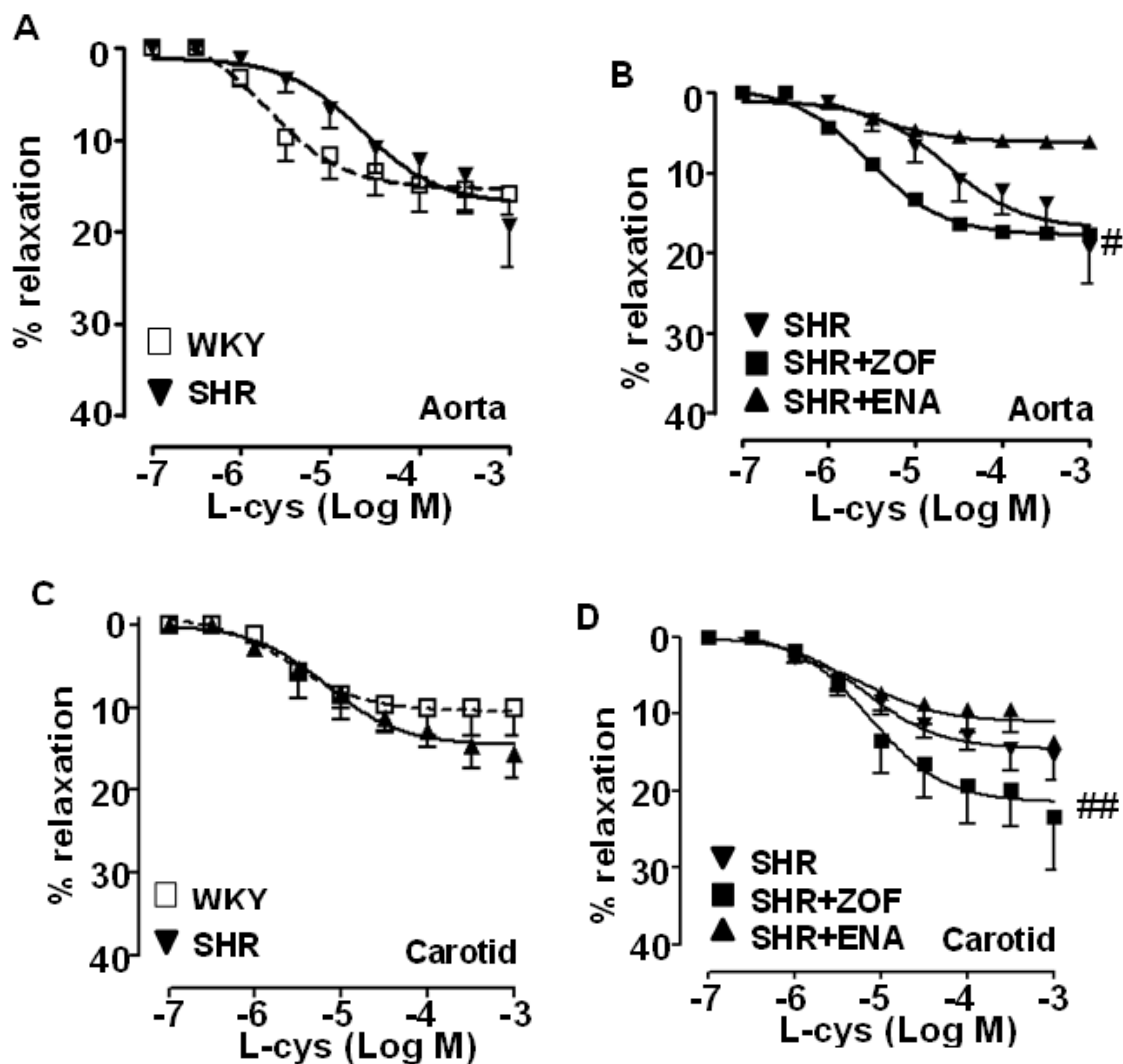 A
0
10
20
30
40
% relaxation
WKY
SHR
Aorta
-7 -6 -5 -4 -3
L-cys (Log M)
B
0
10
20
30
40
% relaxation
#
SHR
SHR+ZOF
SHR+ENA
Aorta
-7 -6 -5 -4 -3
L-cys (Log M)
C
0
10
20
30
40
% relaxation
WKY
SHR
Carotid
-7 -6 -5 -4 -3
L-cys (Log M)
D
0
10
20
30
40
% relaxation
##
SHR
SHR+ZOF
SHR+ENA
Carotid
-7 -6 -5 -4 -3
L-cys (Log M)